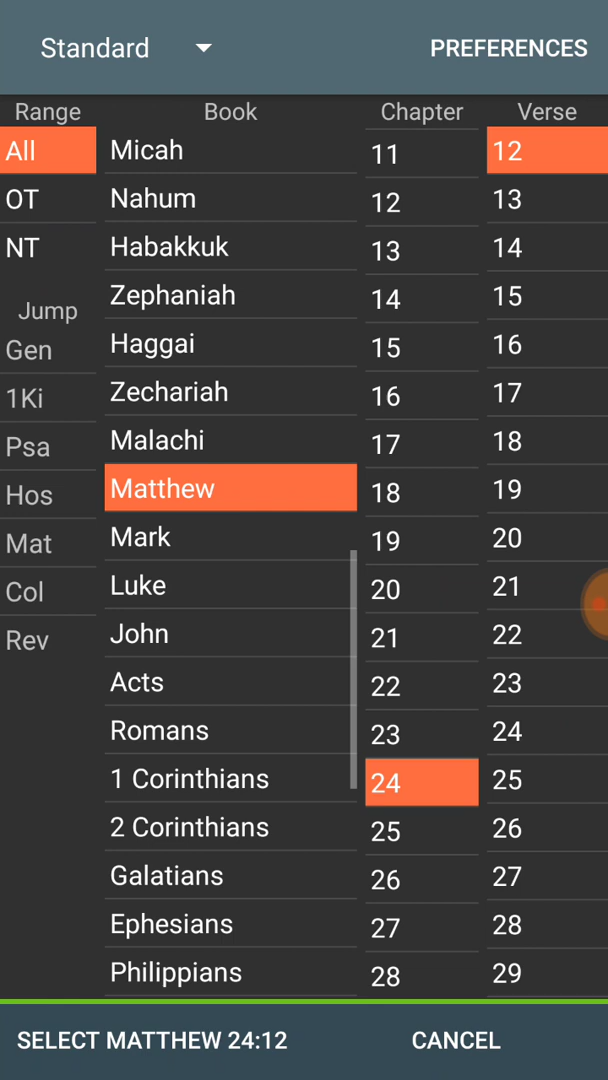 Standard PREFERENCES
Range Book Chapter Verse
All Micah 11 12
OT Nahum 12 13
NT Habakkuk 13 14
Zephaniah 14 15
Jump
Gen Haggai 15 16
1Ki Zechariah 16 17
Psa Malachi 17 18
Hos Matthew 18 19
Mat Mark 19 20
Col Luke 20 21
Rev John 21 22
Acts 22 23
Romans 23 24
1 Corinthians 24 25
2 Corinthians 25 26
Galatians 26 27
Ephesians 27 28
Philippians 28 29
SELECT MATTHEW 24:12 CANCEL